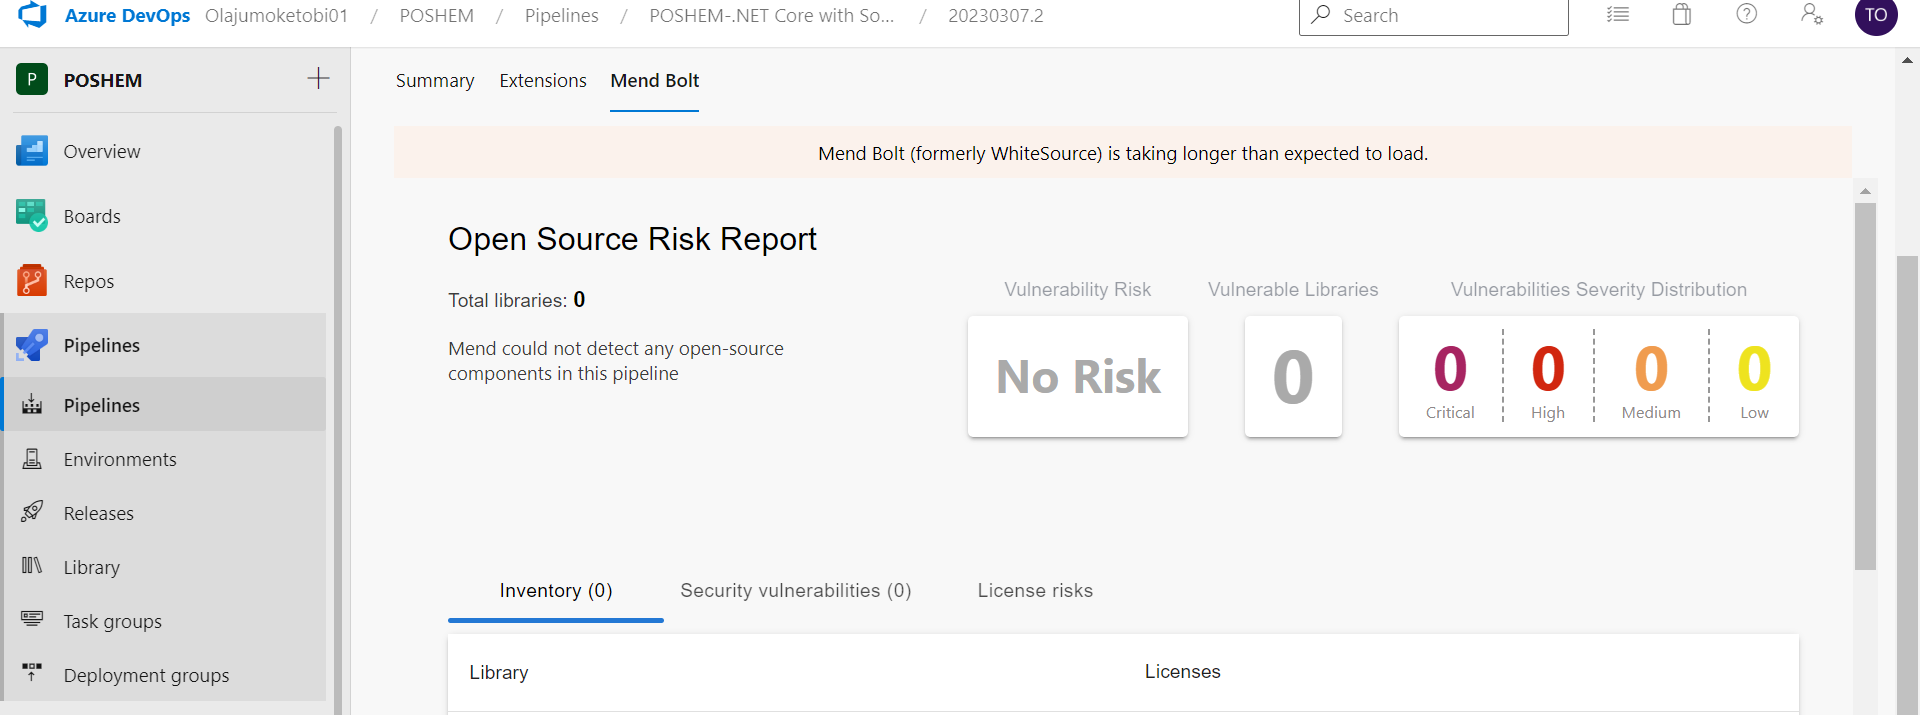 Azure DevOps Olajumoketobi01 / POSHEM / Pipelines / POSHEM-.NET Core with So... / 20230307.2
Search
TO
P POSHEM
Overview
Boards
Repos
Pipelines
Pipelines
Environments
Releases
Library
Task groups
Deployment groups
Summary Extensions Mend Bolt
Mend Bolt (formerly WhiteSource) is taking longer than expected to load.
Open Source Risk Report
Total libraries: 0
Mend could not detect any open-source
components in this pipeline
Vulnerability Risk
No Risk
Vulnerable Libraries
0
Vulnerabilities Severity Distribution
0 0 0 0
Critical High Medium Low
Inventory (0) Security vulnerabilities (0) License risks
Library Licenses